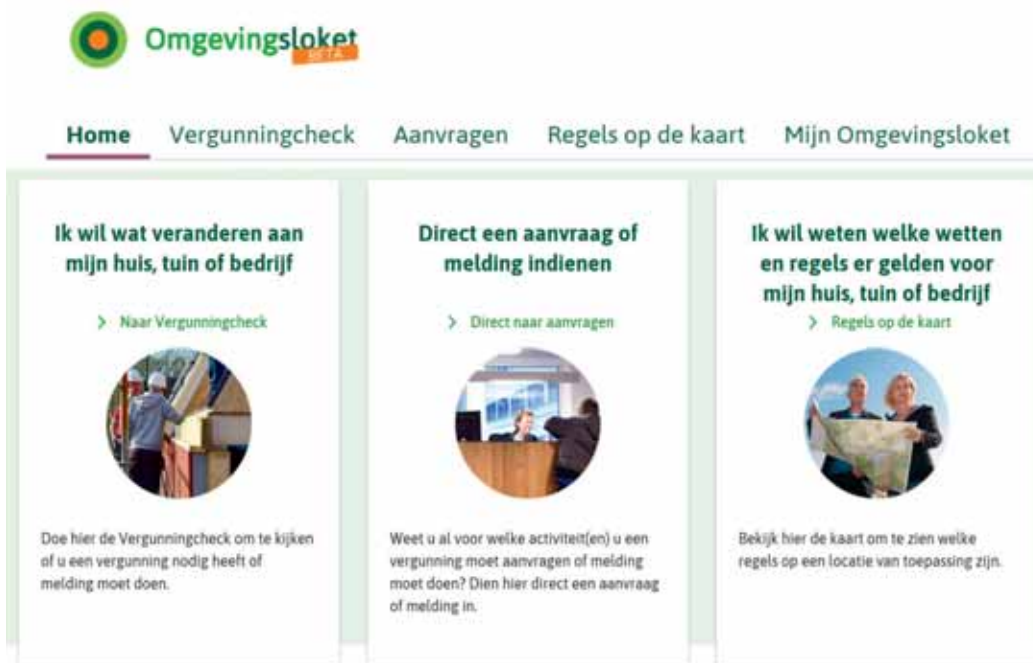 Omgevingsloket
BETA
Home Vergunningcheck Aanvragen Regels op de kaart Mijn Omgevingsloket
Ik wil wat veranderen aan
mijn huis, tuin of bedrijf
Naar Vergunningcheck
Doe hier de Vergunningcheck om te kijken
of u een vergunning nodig heeft of
melding moet doen.
Direct een aanvraag of
melding indienen
Direct naar aanvragen
Weet u al voor welke activiteit(en) u een
vergunning moet aanvragen of melding
moet doen? Dien hier direct een aanvraag
of melding in.
Ik wil weten welke wetten
en regels er gelden voor
mijn huis, tuin of bedrijf
Regels op de kaart
Bekijk hier de kaart om te zien welke
regels op een locatie van toepassing zijn.